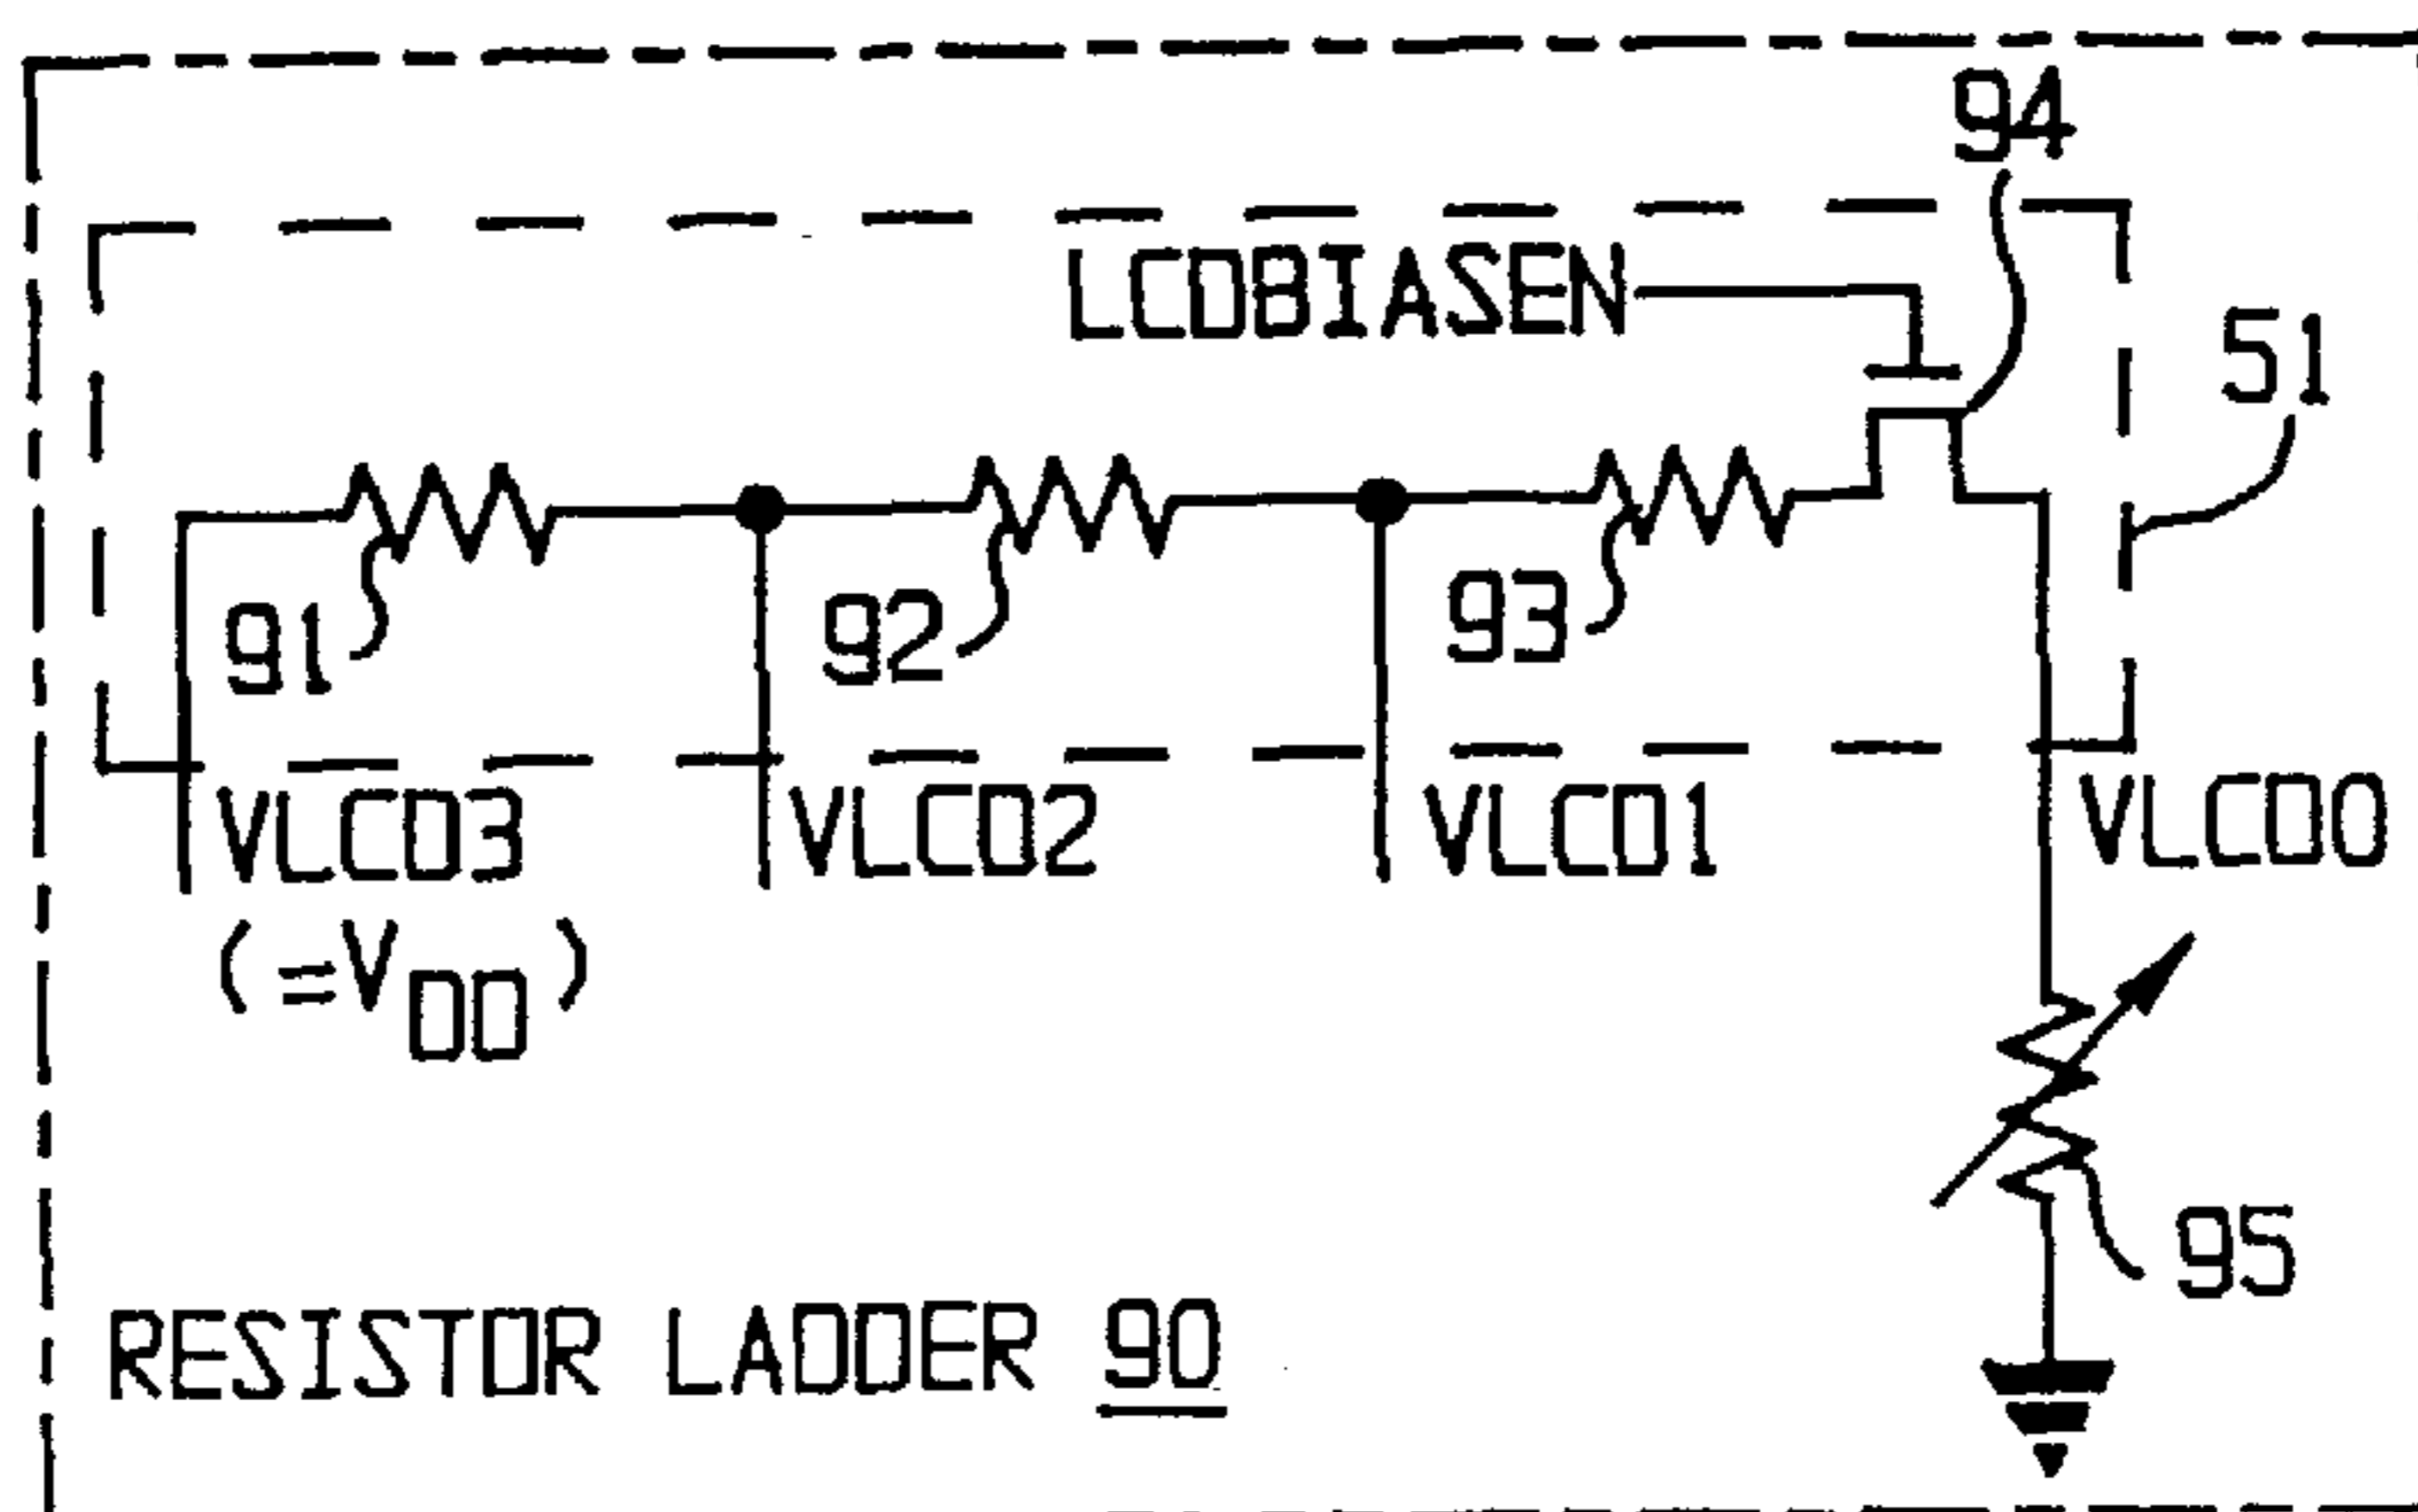 94
LCDBIASEN
51
91
92
93
VLCD3
VLCD2
VLCD1
VLCD0
(=VDD)
95
RESISTOR LADDER 90